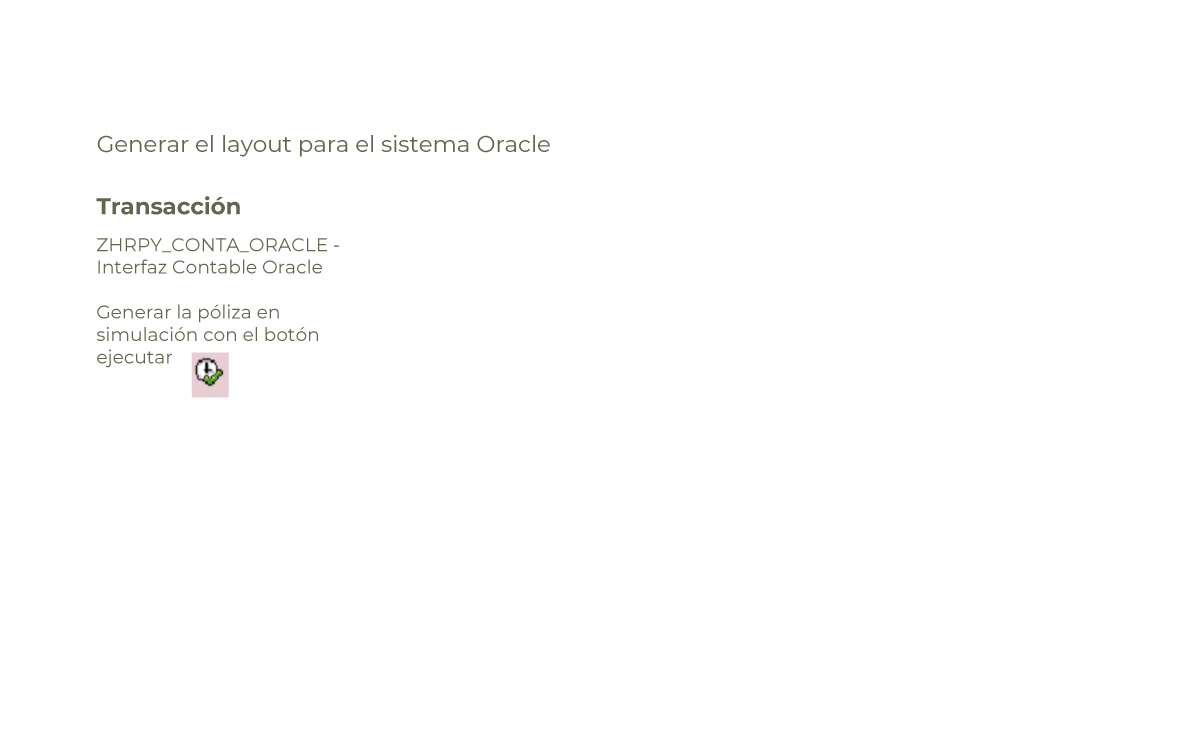 Generar el layout para el sistema Oracle
Transacción
ZHRPY_CONTA_ORACLE -
Interfaz Contable Oracle
Generar la póliza en
simulación con el botón
ejecutar